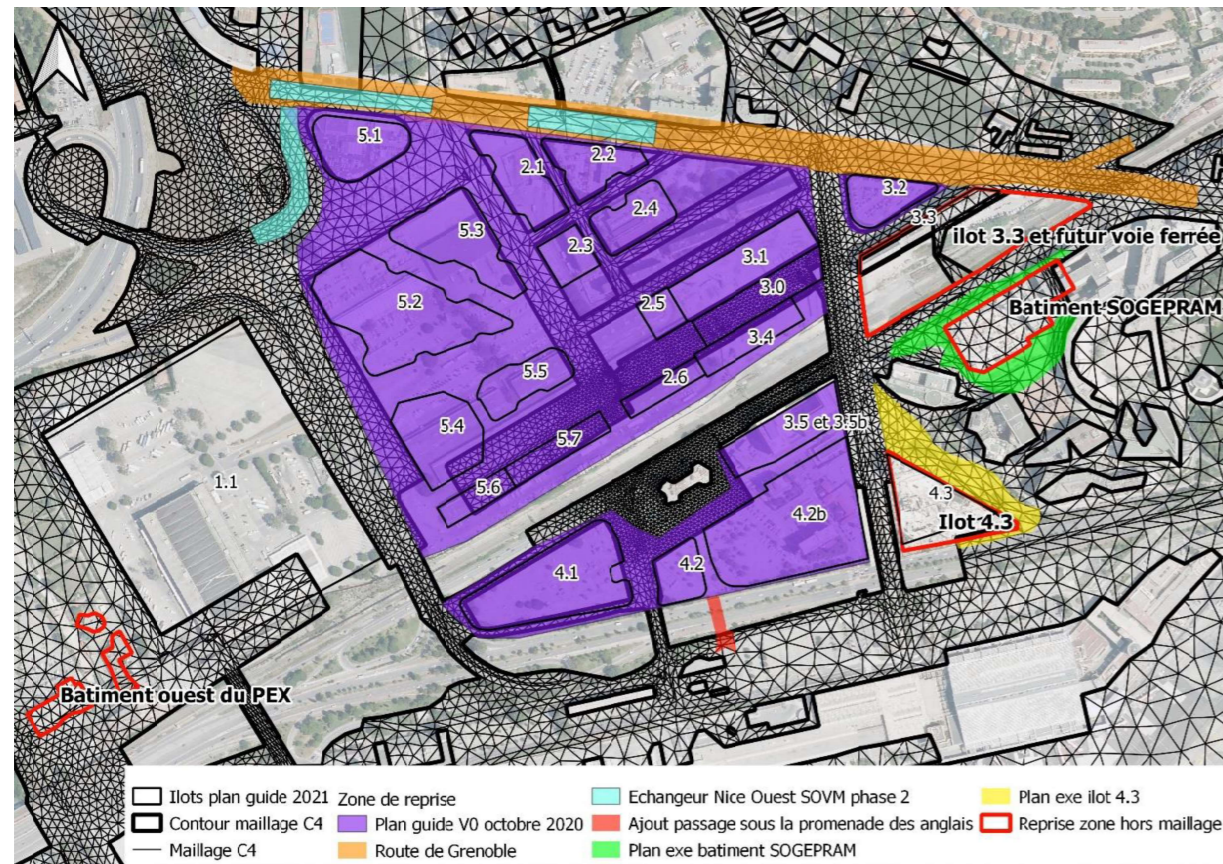 5.1
2.1
2.2
2.4
3.2
3.3
5.3
2.3
3.1
ilot 3.3 et futur voie ferrée
5.2
2.5
3.0
Batiment SOGEPRAM
3.4
5.5
2.6
5.4
5.7
3.5 et 3.5b
1.1
5.6
4.3
4.2b
Ilot 4.3
4.1
4.2
Batiment ouest du PEX
Ilots plan guide 2021
Contour maillage C4
Maillage C4
Zone de reprise
Plan guide V0 octobre 2020
Route de Grenoble
Echangeur Nice Ouest SOVM phase 2
Ajout passage sous la promenade des anglais
Plan exe batiment SOGEPRAM
Plan exe ilot 4.3
Reprise zone hors maillage